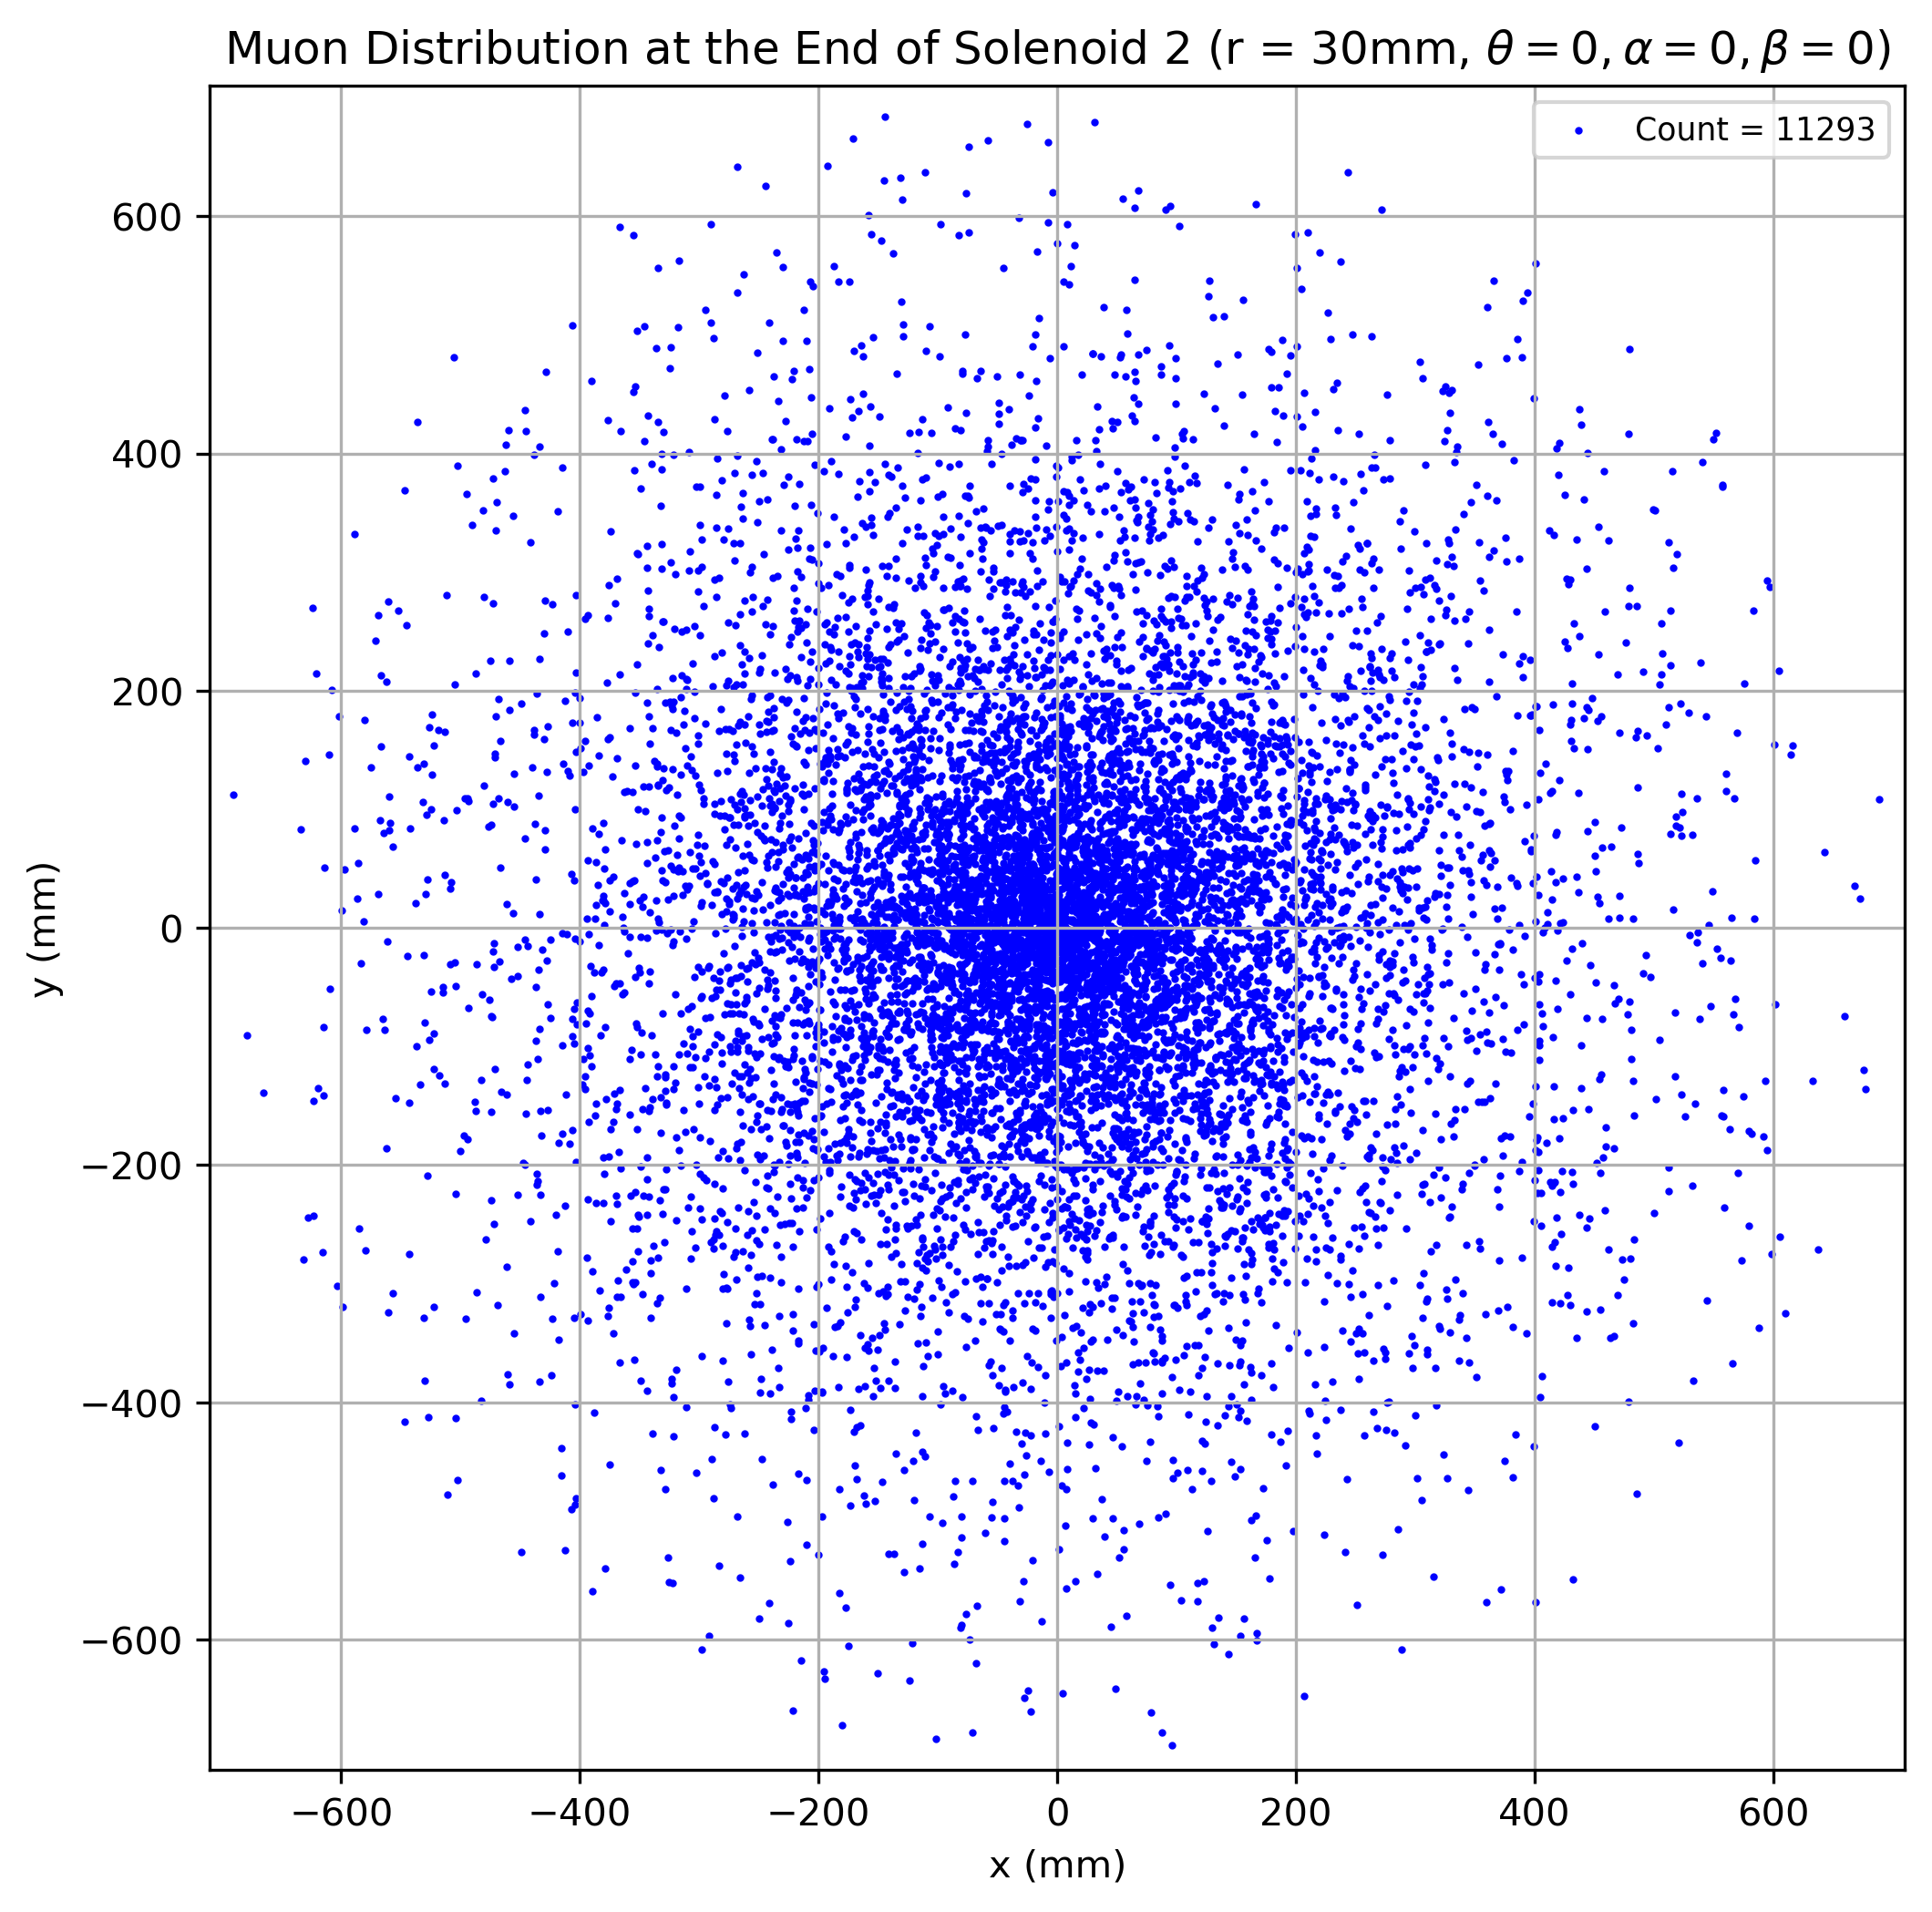 Muon Distribution at the End of Solenoid 2 (r = 30mm, θ = 0, α = 0, β = 0)
Count = 11293
600
400
200
0
−200
−400
−600
y (mm)
−600 −400 −200 0 200 400 600
x (mm)